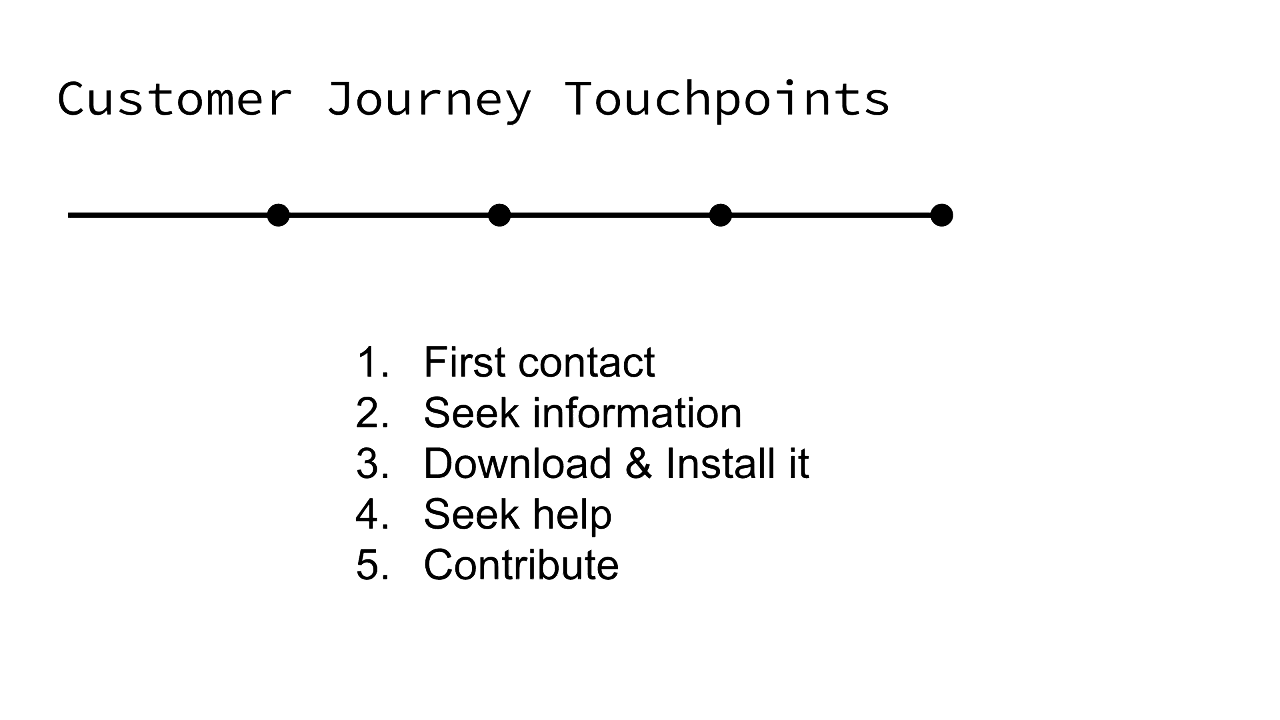 Customer Journey Touchpoints
1. First contact
2. Seek information
3. Download & Install it
4. Seek help
5. Contribute